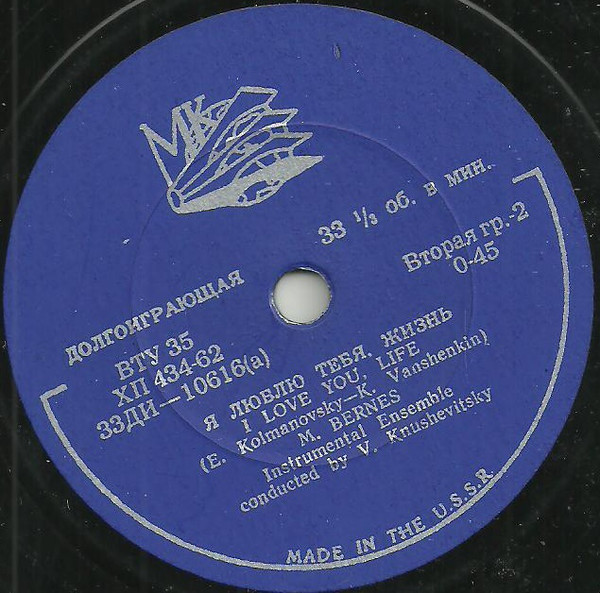 МК
33 1/3 об. в мин.
ДОЛГОИГРАЮЩАЯ
Вторая гр.-2
ВТУ 35
0-45
ХП 434-62
33ДИ—10616(а)
Я ЛЮБЛЮ ТЕБЯ, ЖИЗНЬ
I LOVE YOU, LIFE
(E. Kolmanovsky—K. Vanshenkin)
M. BERNES
Instrumental Ensemble
conducted by V. Knushevitsky
MADE IN THE U.S.S.R.